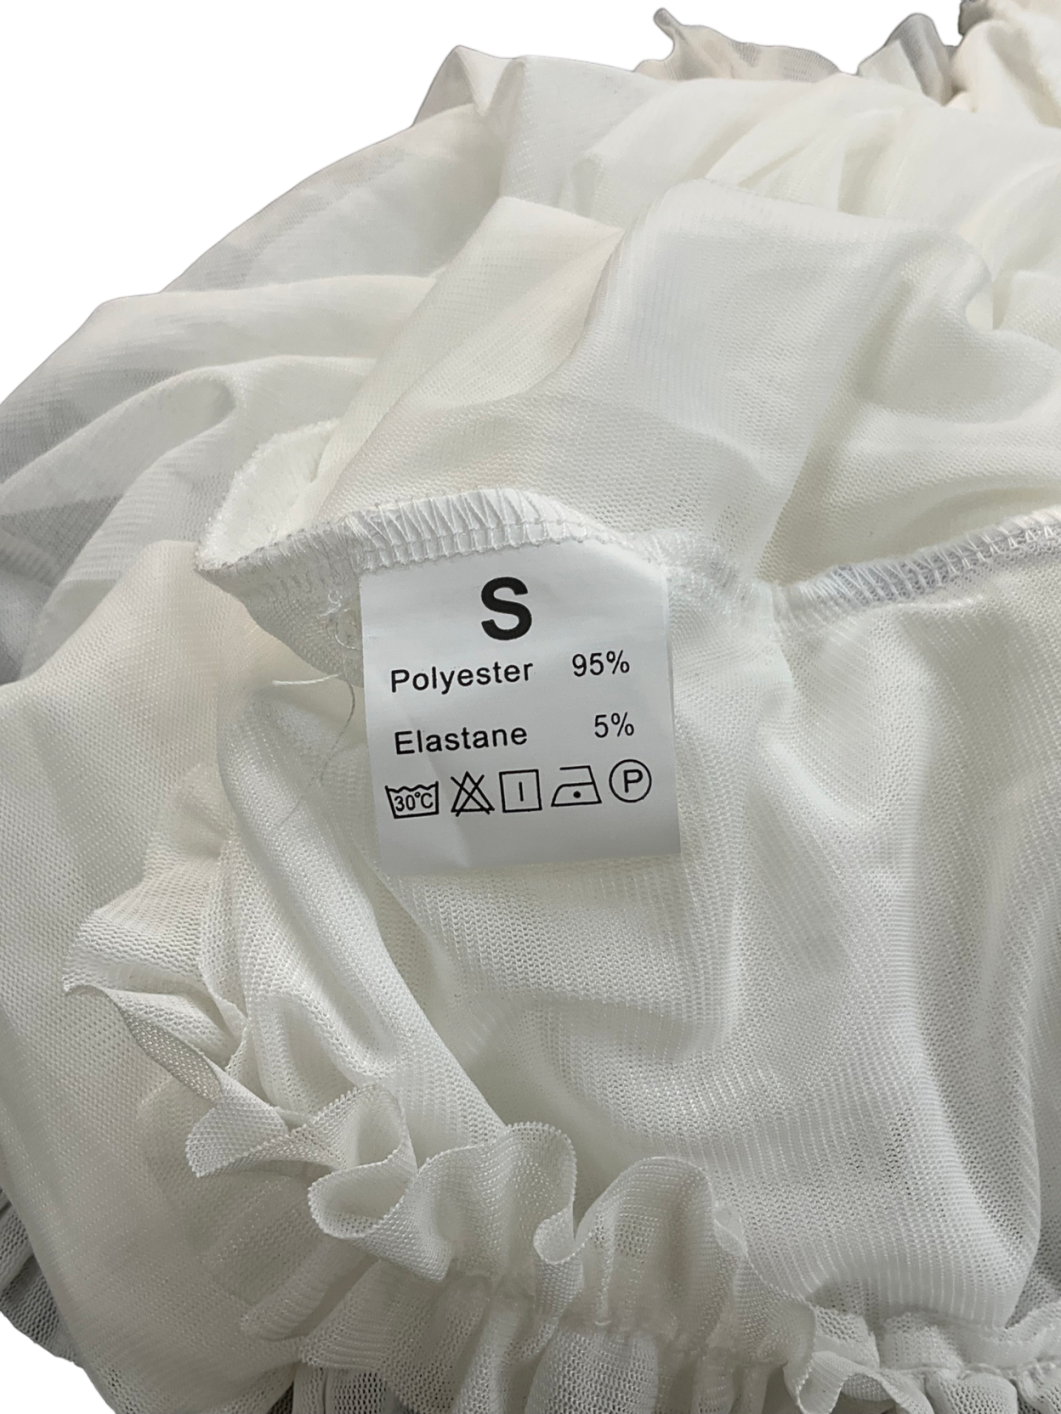 S
Polyester 95%
Elastane 5%
30°C P